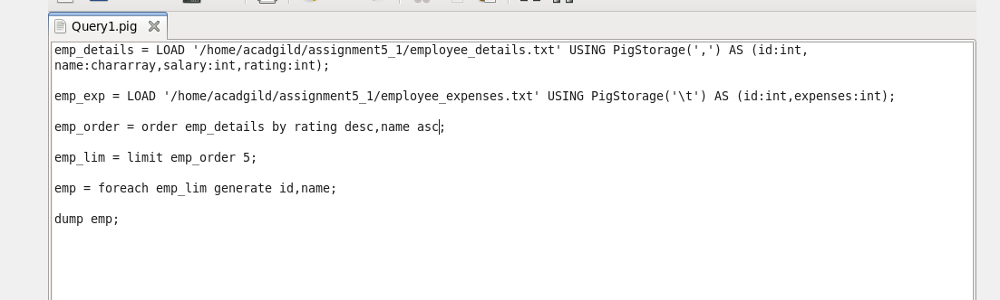 Query1.pig
emp_details = LOAD '/home/acadgild/assignment5_1/employee_details.txt' USING PigStorage(',') AS (id:int,
name:chararray,salary:int,rating:int);
emp_exp = LOAD '/home/acadgild/assignment5_1/employee_expenses.txt' USING PigStorage('\t') AS (id:int,expenses:int);
emp_order = order emp_details by rating desc,name asc;
emp_lim = limit emp_order 5;
emp = foreach emp_lim generate id,name;
dump emp;